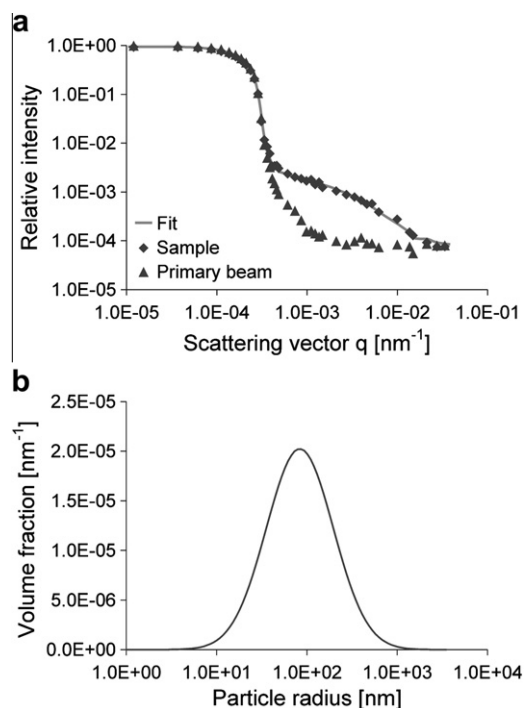 a
1.0E+00
1.0E-01
1.0E-02
1.0E-03
1.0E-04
1.0E-05
Relative intensity
Fit
Sample
Primary beam
1.0E-05 1.0E-04 1.0E-03 1.0E-02 1.0E-01
Scattering vector q [nm⁻¹]
b
2.5E-05
2.0E-05
1.5E-05
1.0E-05
5.0E-06
0.0E+00
Volume fraction [nm⁻¹]
1.0E+00 1.0E+01 1.0E+02 1.0E+03 1.0E+04
Particle radius [nm]